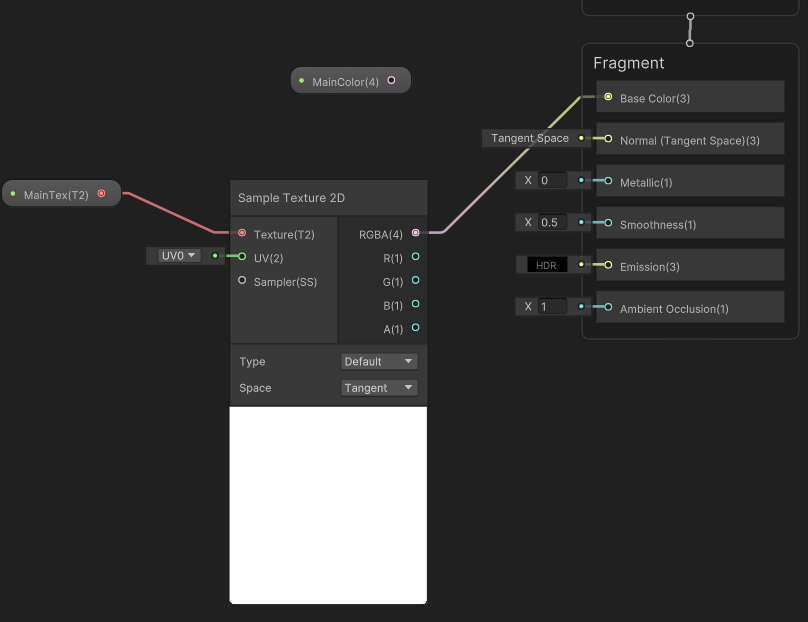 Fragment
MainColor(4)
Base Color(3)
Tangent Space
Normal (Tangent Space)(3)
X 0
Metallic(1)
MainTex(T2)
Sample Texture 2D
X 0.5
Smoothness(1)
Texture(T2)
RGBA(4)
UV0
UV(2)
R(1)
HDR
Emission(3)
Sampler(SS)
G(1)
B(1)
X 1
Ambient Occlusion(1)
A(1)
Type
Default
Space
Tangent